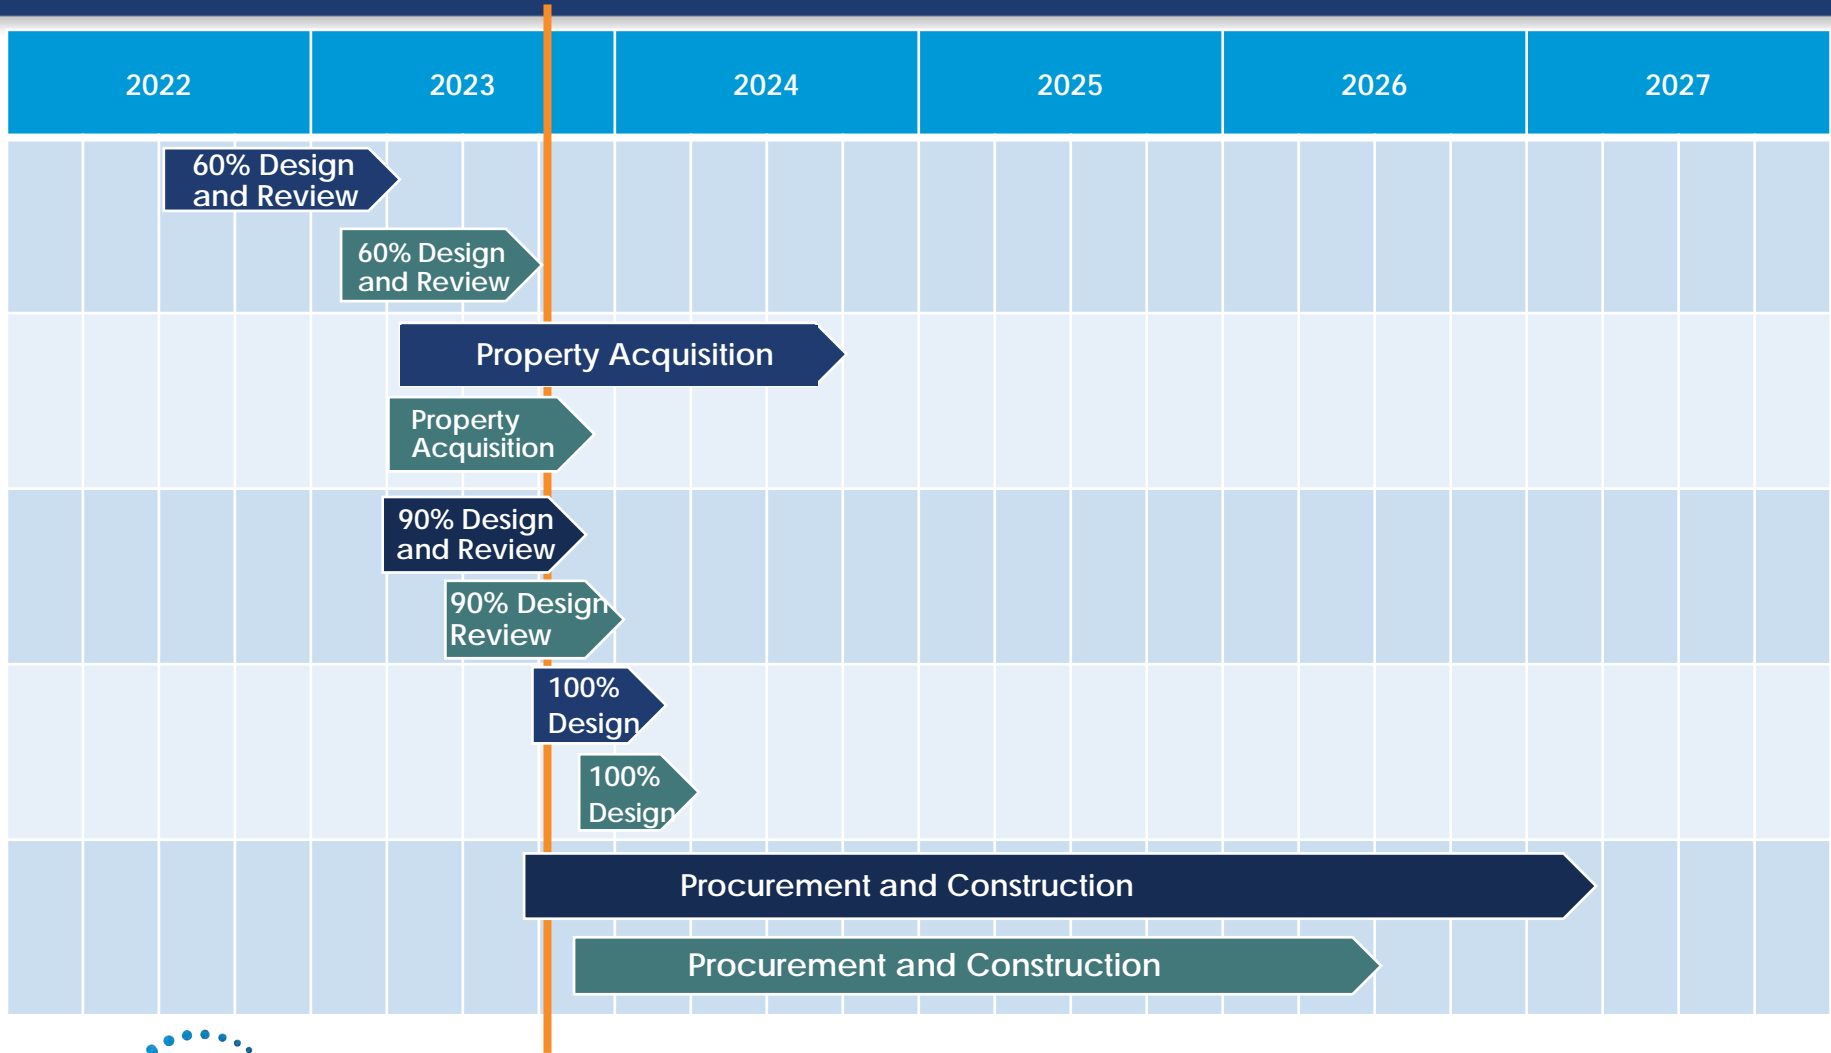 2022 2023 2024 2025 2026 2027
60% Design
and Review
60% Design
and Review
Property Acquisition
Property
Acquisition
90% Design
and Review
90% Design
Review
100%
Design
100%
Design
Procurement and Construction
Procurement and Construction